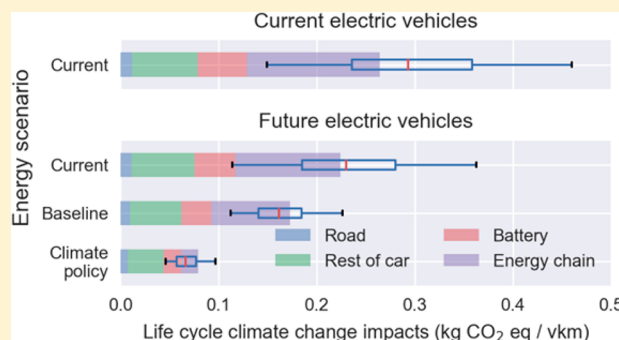 Current electric vehicles
Current
Future electric vehicles
Energy scenario
Current
Baseline
Climate
policy
Road
Battery
Rest of car
Energy chain
0.0 0.1 0.2 0.3 0.4 0.5
Life cycle climate change impacts (kg CO₂ eq / vkm)